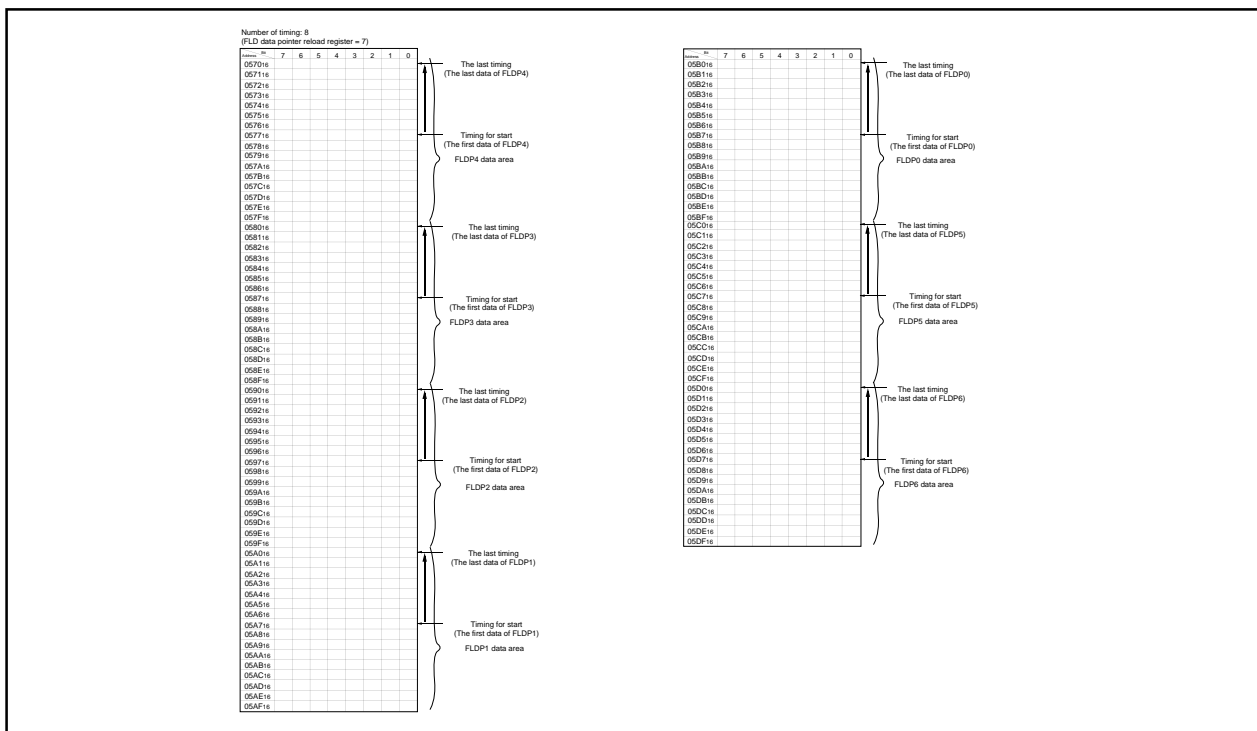 Number of timing: 8
(FLD data pointer reload register = 7)
Address Bit 7 6 5 4 3 2 1 0
057016
057116
057216
057316
057416
057516
057616
057716
057816
057916
057A16
057B16
057C16
057D16
057E16
057F16
058016
058116
058216
058316
058416
058516
058616
058716
058816
058916
058A16
058B16
058C16
058D16
058E16
058F16
059016
059116
059216
059316
059416
059516
059616
059716
059816
059916
059A16
059B16
059C16
059D16
059E16
059F16
05A016
05A116
05A216
05A316
05A416
05A516
05A616
05A716
05A816
05A916
05AA16
05AB16
05AC16
05AD16
05AE16
05AF16
The last timing
(The last data of FLDP4)
Timing for start
(The first data of FLDP4)
FLDP4 data area
The last timing
(The last data of FLDP3)
Timing for start
(The first data of FLDP3)
FLDP3 data area
The last timing
(The last data of FLDP2)
Timing for start
(The first data of FLDP2)
FLDP2 data area
The last timing
(The last data of FLDP1)
Timing for start
(The first data of FLDP1)
FLDP1 data area
Address Bit 7 6 5 4 3 2 1 0
05B016
05B116
05B216
05B316
05B416
05B516
05B616
05B716
05B816
05B916
05BA16
05BB16
05BC16
05BD16
05BE16
05BF16
05C016
05C116
05C216
05C316
05C416
05C516
05C616
05C716
05C816
05C916
05CA16
05CB16
05CC16
05CD16
05CE16
05CF16
05D016
05D116
05D216
05D316
05D416
05D516
05D616
05D716
05D816
05D916
05DA16
05DB16
05DC16
05DD16
05DE16
05DF16
The last timing
(The last data of FLDP0)
Timing for start
(The first data of FLDP0)
FLDP0 data area
The last timing
(The last data of FLDP5)
Timing for start
(The first data of FLDP5)
FLDP5 data area
The last timing
(The last data of FLDP6)
Timing for start
(The first data of FLDP6)
FLDP6 data area